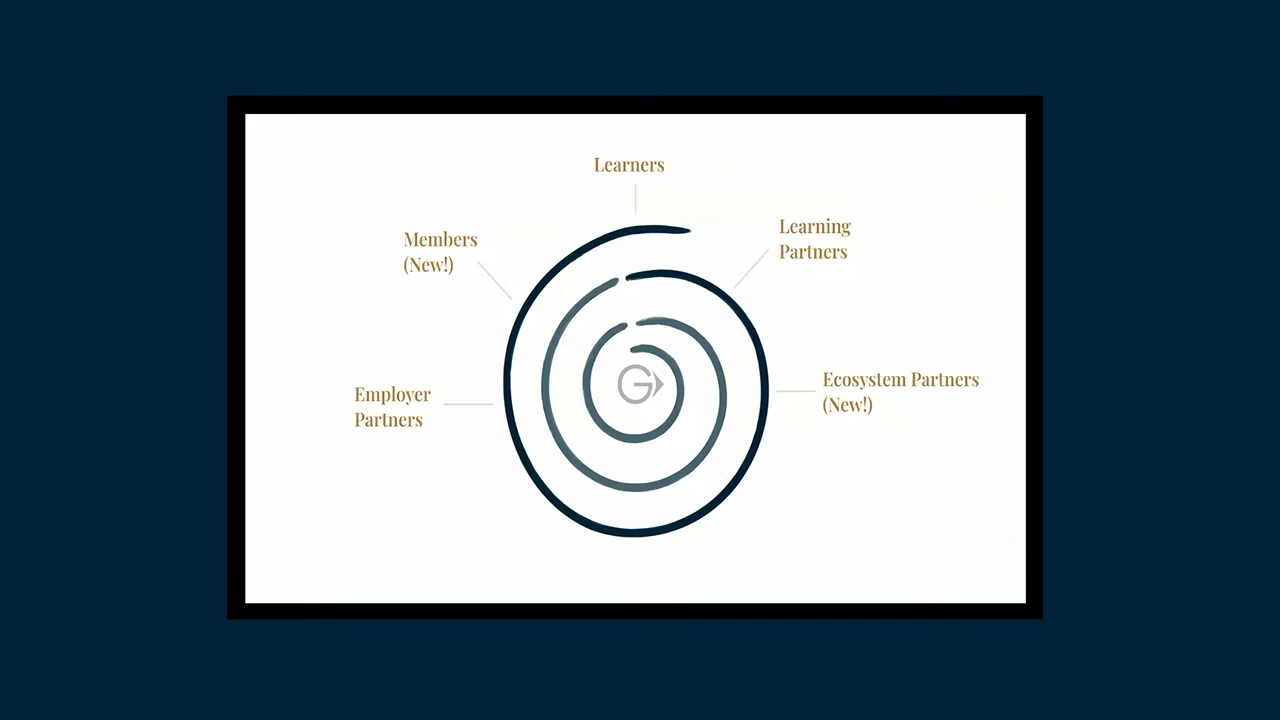 Learners
Learning
Partners
Members
(New!)
Ecosystem Partners
(New!)
Employer
Partners
G